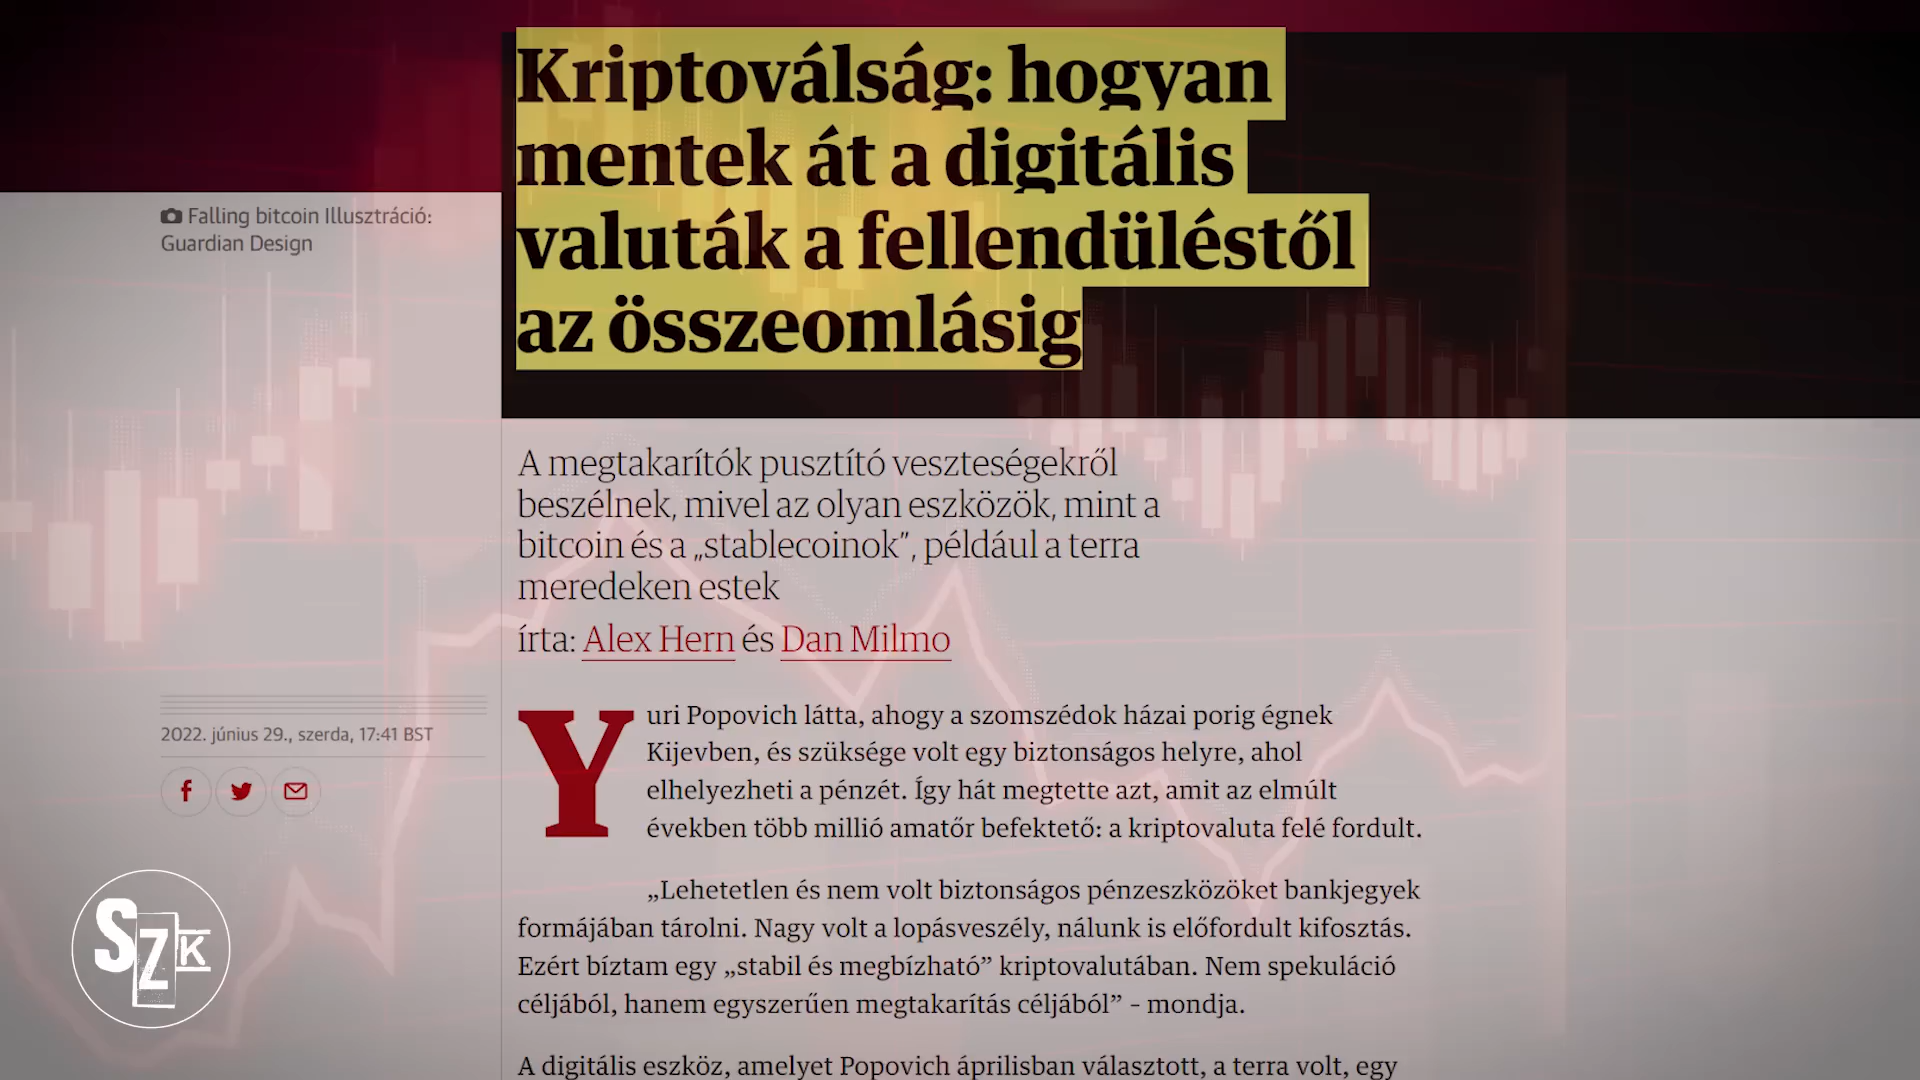 Kriptoválság: hogyan
mentek át a digitális
valuták a fellendüléstől
az összeomlásig
Falling bitcoin Illusztráció:
Guardian Design
A megtakarítók pusztító veszteségekről
beszélnek, mivel az olyan eszközök, mint a
bitcoin és a „stablecoinok”, például a terra
meredeken estek
írta: Alex Hern és Dan Milmo
2022. június 29., szerda, 17:41 BST
Yuri Popovich látta, ahogy a szomszédok házai porig égnek
Kijevben, és szüksége volt egy biztonságos helyre, ahol
elhelyezheti a pénzét. Így hát megtette azt, amit az elmúlt
években több millió amatőr befektető: a kriptovaluta felé fordult.
„Lehetetlen és nem volt biztonságos pénzeszközöket bankjegyek
formájában tárolni. Nagy volt a lopásveszély, nálunk is előfordult kifosztás.
Ezért bíztam egy „stabil és megbízható” kriptovalutában. Nem spekuláció
céljából, hanem egyszerűen megtakarítás céljából” – mondja.
A digitális eszköz, amelyet Popovich áprilisban választott, a terra volt, egy
SZK